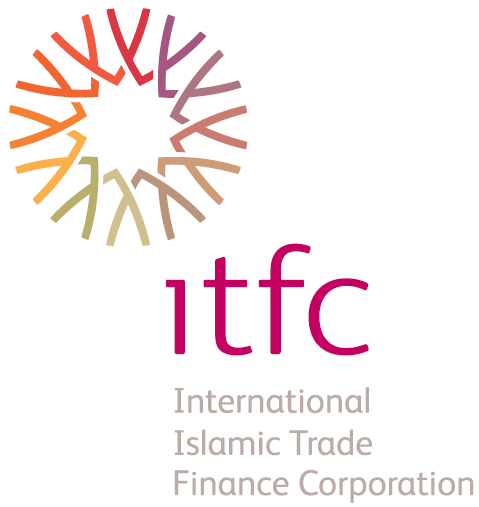 itfc
International
Islamic Trade
Finance Corporation